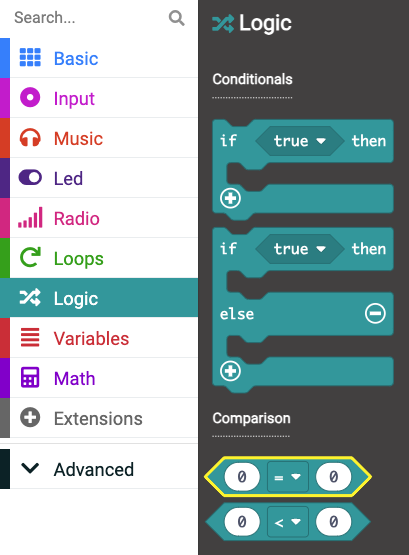 Search...
Basic
Input
Music
Led
Radio
Loops
Logic
Variables
Math
Extensions
Advanced
Logic
Conditionals
if true then
if true then
else
Comparison
0 = 0
0 < 0